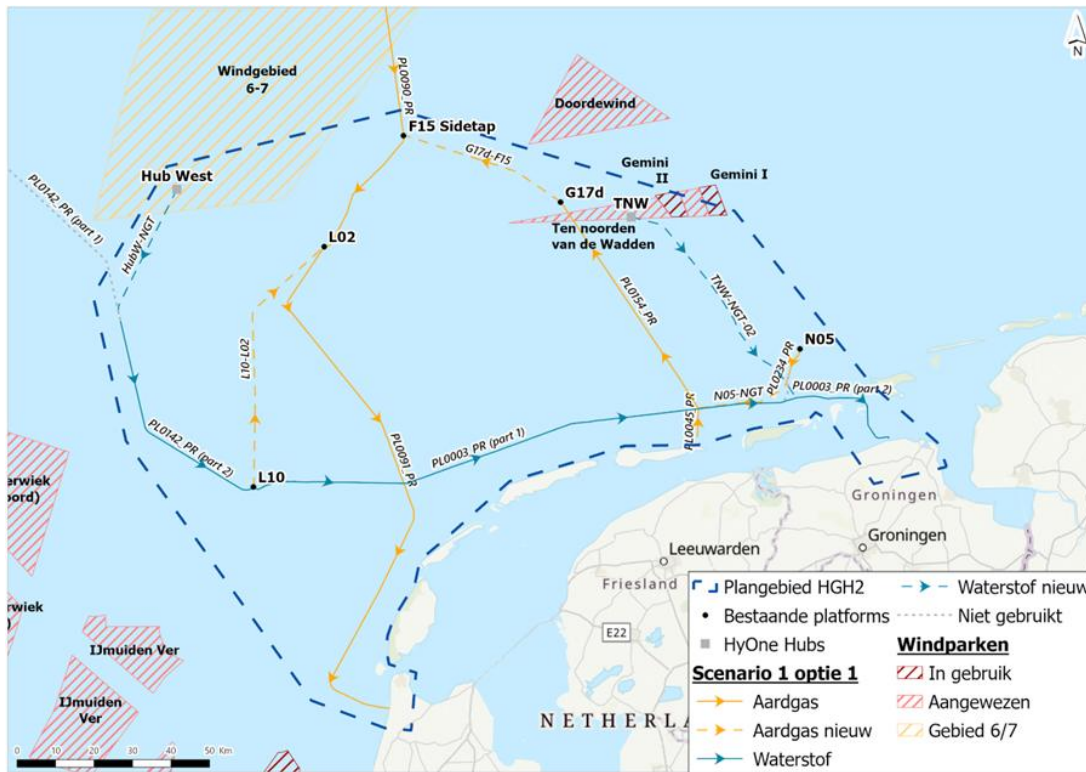 Windgebied
6-7
PL0090_PR
Doordewind
N
F15 Sidetap
G17d-F15
Gemini
II
Gemini I
Hub West
PL0142_PR (part 1)
HubW-NGT
G17d
TNW
Ten noorden
van de Wadden
L02
TNW-NGT-02
PL0154_PR
N05
PL0234_PR
L10-L02
N05-NGT
PL0003_PR (part 2)
PL0045_PR
PL0003_PR (part 1)
PL0091_PR
PL0142_PR (part 2)
L10
erwiek
oord)
Groningen
Groningen
Leeuwarden
Friesland
E22
rwiek
)
IJmuiden Ver
IJmuiden
Ver
NETHERLA
0 10 20 30 40 50 Km
Plangebied HGH2
Bestaande platforms
HyOne Hubs
Scenario 1 optie 1
Aardgas
Aardgas nieuw
Waterstof
Waterstof nieuw
Niet gebruikt
Windparken
In gebruik
Aangewezen
Gebied 6/7